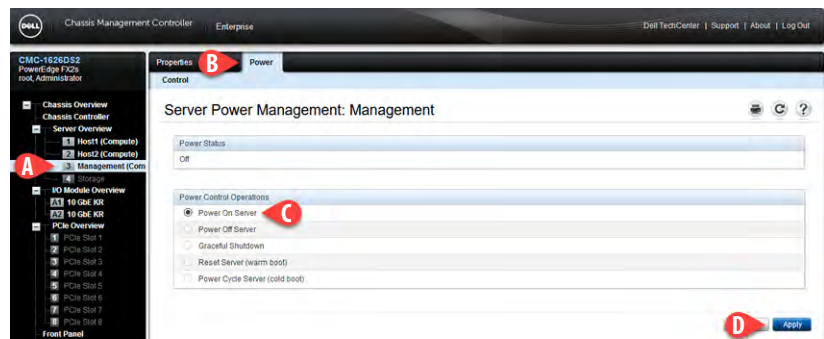 DELL Chassis Management Controller Enterprise Dell TechCenter | Support | About | Log Out
CMC-1626DS2
PowerEdge FX2s
root, Administrator
Properties B Power
Control
Chassis Overview
Chassis Controller
Server Overview
1 Host1 (Compute)
2 Host2 (Compute)
A 3 Management (Com
4 Storage
I/O Module Overview
A1 10 GbE KR
A2 10 GbE KR
PCIe Overview
1 PCIe Slot 1
2 PCIe Slot 2
3 PCIe Slot 3
4 PCIe Slot 4
5 PCIe Slot 5
6 PCIe Slot 6
7 PCIe Slot 7
8 PCIe Slot 8
Front Panel
Server Power Management: Management
?
Power Status
Off
Power Control Operations
Power On Server C
Power Off Server
Graceful Shutdown
Reset Server (warm boot)
Power Cycle Server (cold boot)
D Apply